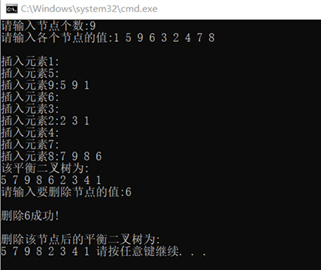 C:\Windows\system32\cmd.exe
请输入节点个数:9
请输入各个节点的值:1 5 9 6 3 2 4 7 8
插入元素1:
插入元素5:
插入元素9:5 9 1
插入元素6:
插入元素3:
插入元素2:2 3 1
插入元素4:
插入元素7:
插入元素8:7 9 8 6
该平衡二叉树为:
5 7 9 8 6 2 3 4 1
请输入要删除节点的值:6
删除6成功!
删除该节点后的平衡二叉树为:
5 7 9 8 2 3 4 1 请按任意键继续. . .